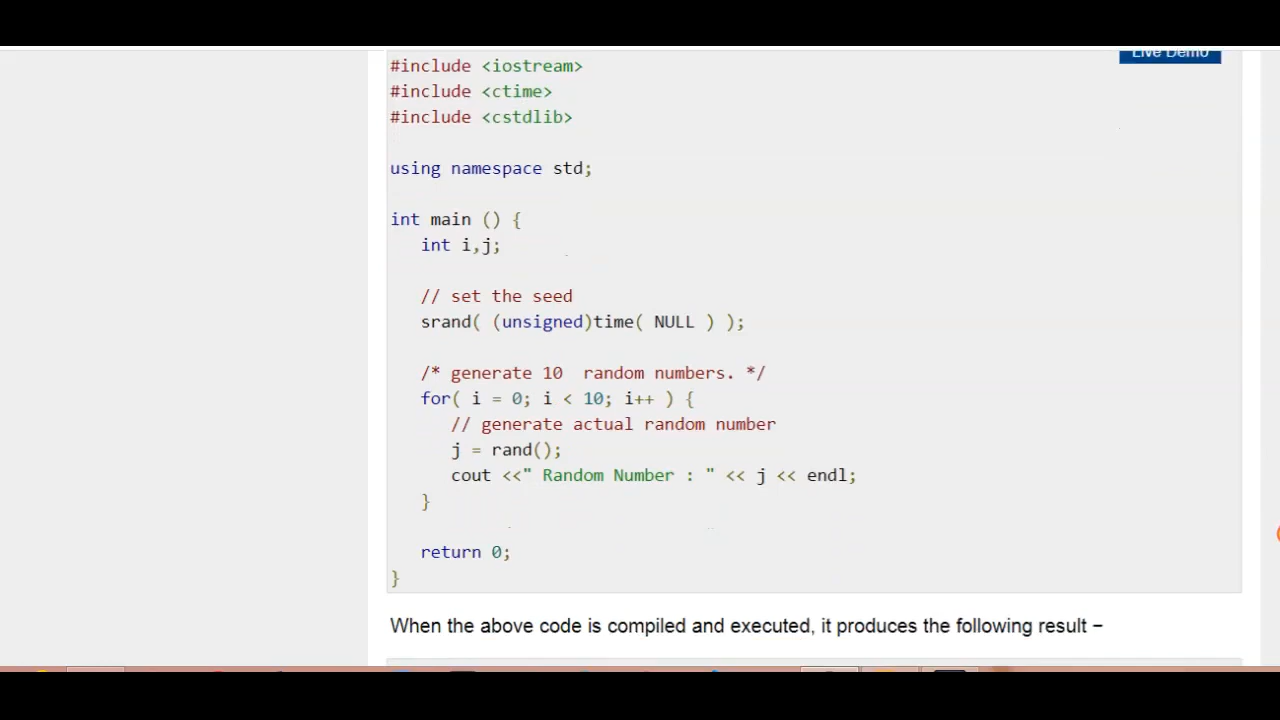 Live Demo
#include <iostream>
#include <ctime>
#include <cstdlib>
using namespace std;
int main () {
int i,j;
// set the seed
srand( (unsigned)time( NULL ) );
/* generate 10  random numbers. */
for( i = 0; i < 10; i++ ) {
// generate actual random number
j = rand();
cout <<" Random Number : " << j << endl;
}
return 0;
}
When the above code is compiled and executed, it produces the following result −